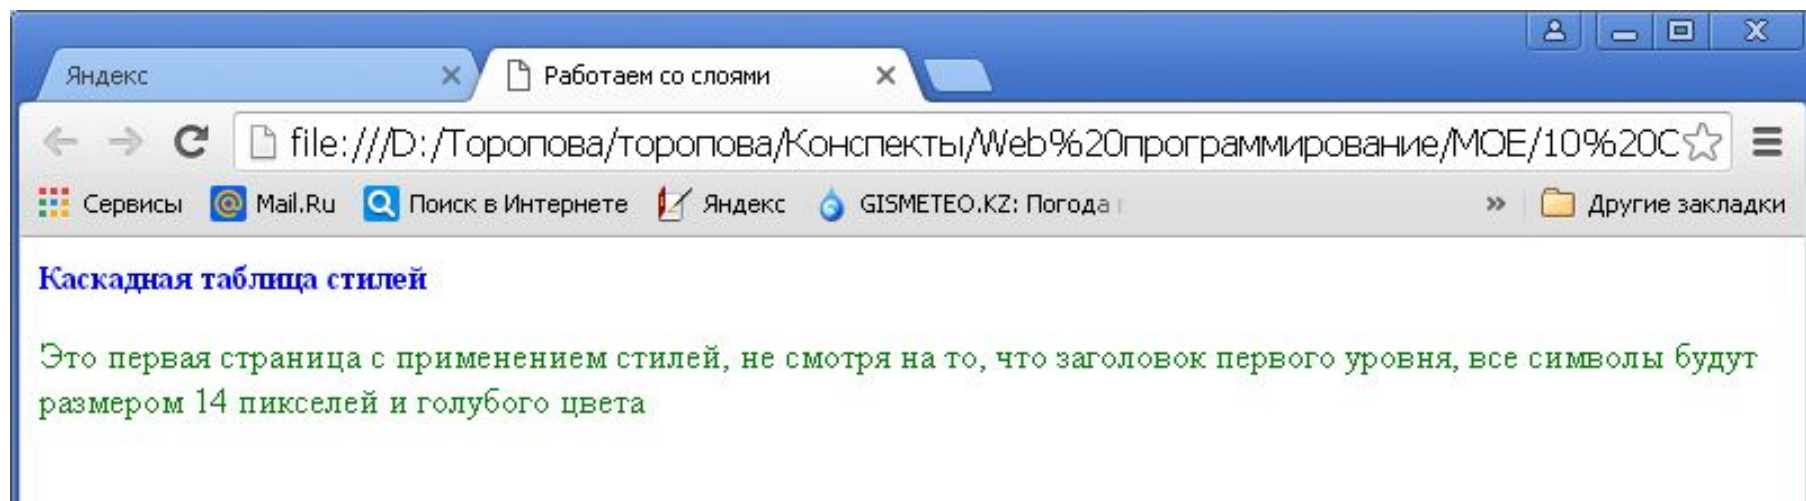 Яндекс
Работаем со слоями
file:///D:/Торопова/торопова/Конспекты/Web%20программирование/МОЕ/10%20С
Сервисы Mail.Ru Поиск в Интернете Яндекс GISMETEO.KZ: Погода » Другие закладки
Каскадная таблица стилей
Это первая страница с применением стилей, не смотря на то, что заголовок первого уровня, все символы будут
размером 14 пикселей и голубого цвета